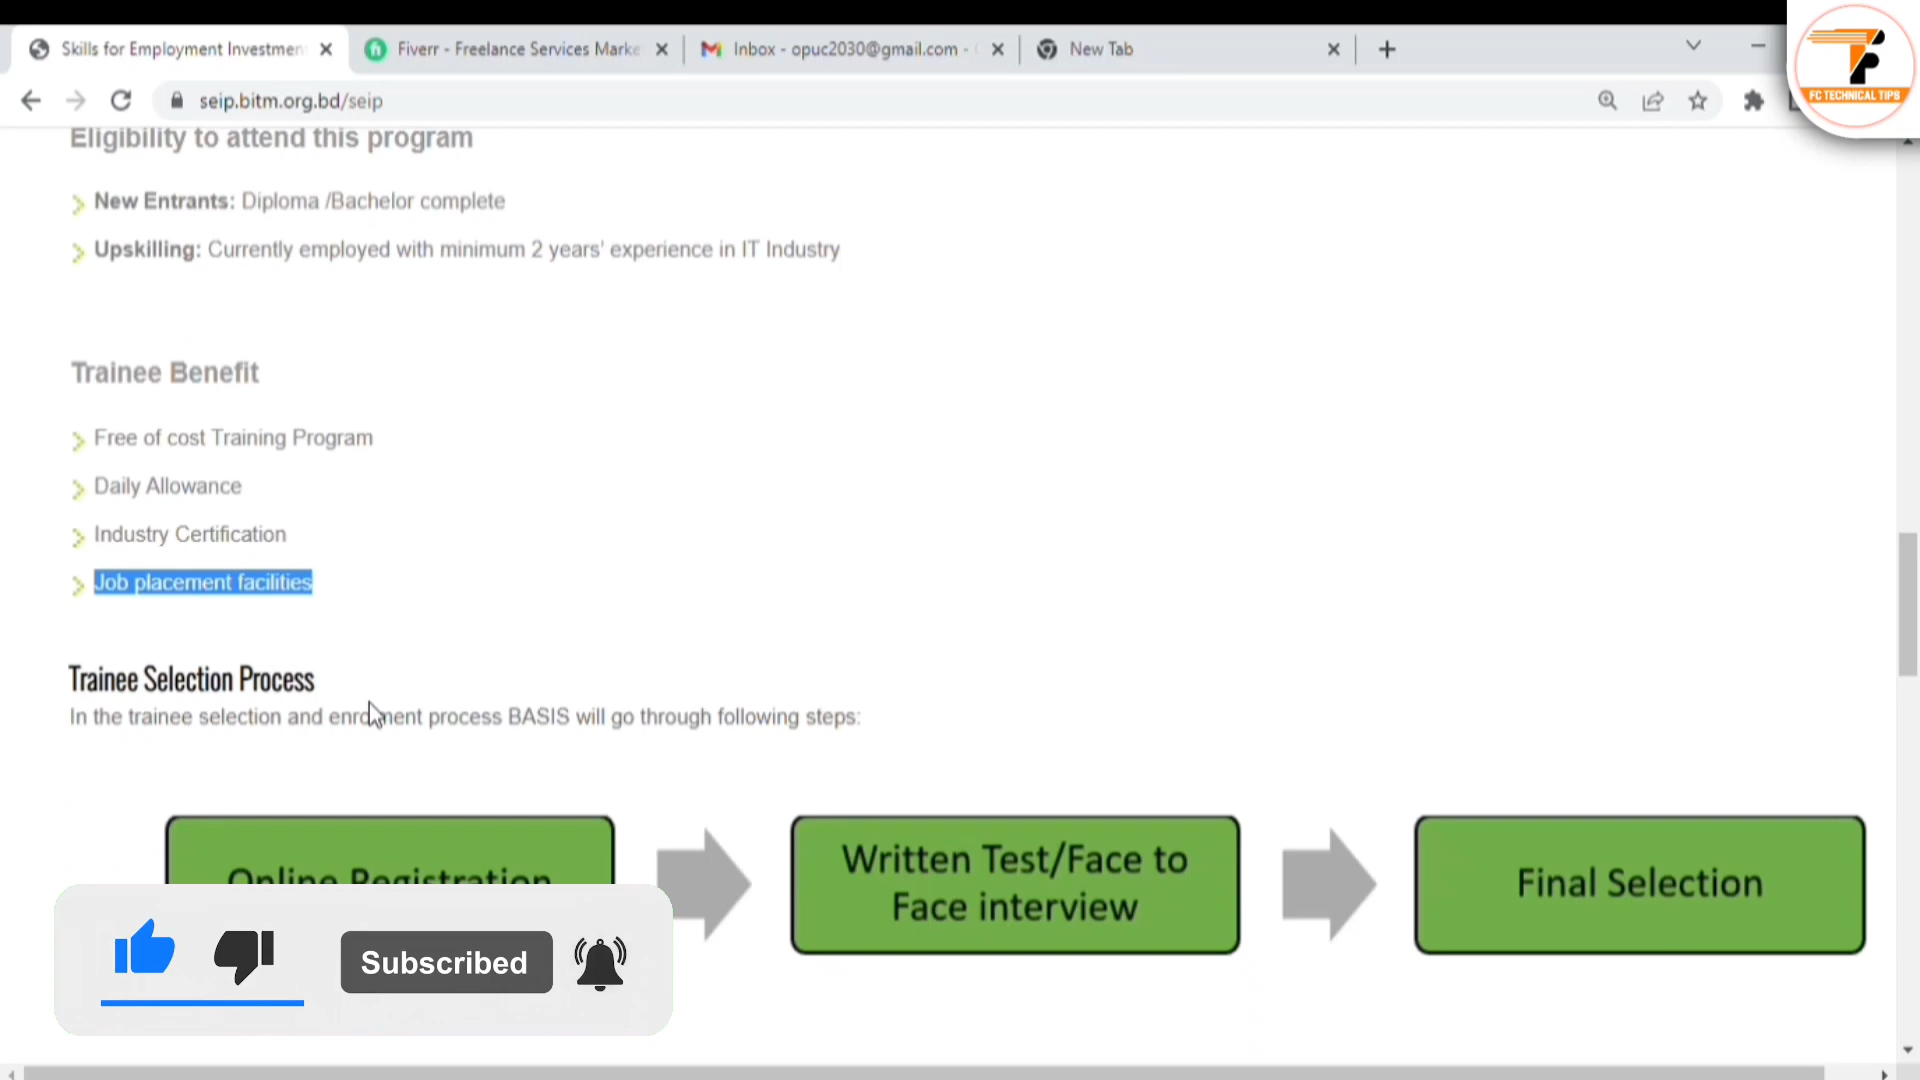 Skills for Employment Investmen
Fiverr - Freelance Services Marke
Inbox - opuc2030@gmail.com -
New Tab
seip.bitm.org.bd/seip
FC TECHNICAL TIPS
Eligibility to attend this program
New Entrants: Diploma /Bachelor complete
Upskilling: Currently employed with minimum 2 years' experience in IT Industry
Trainee Benefit
Free of cost Training Program
Daily Allowance
Industry Certification
Job placement facilities
Trainee Selection Process
In the trainee selection and enrolment process BASIS will go through following steps:
Online Registration
Written Test/Face to
Face interview
Final Selection
Subscribed